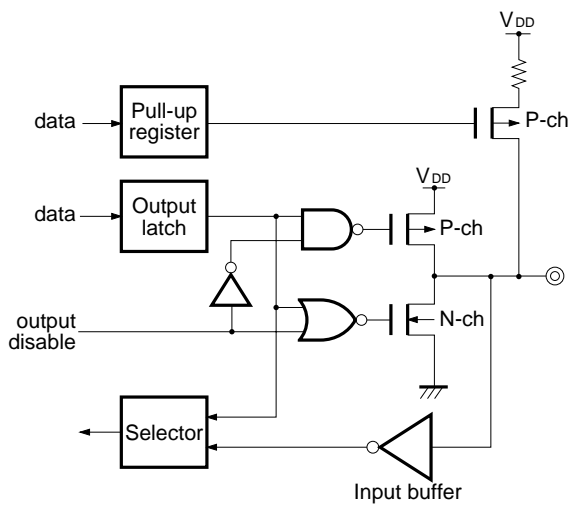 VDD
data
Pull-up
register
P-ch
VDD
data
Output
latch
P-ch
output
disable
N-ch
Selector
Input buffer